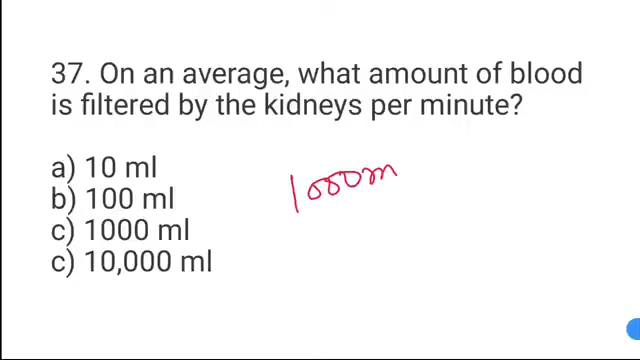 37. On an average, what amount of blood
is filtered by the kidneys per minute?
a) 10 ml
b) 100 ml
c) 1000 ml
c) 10,000 ml
1000m